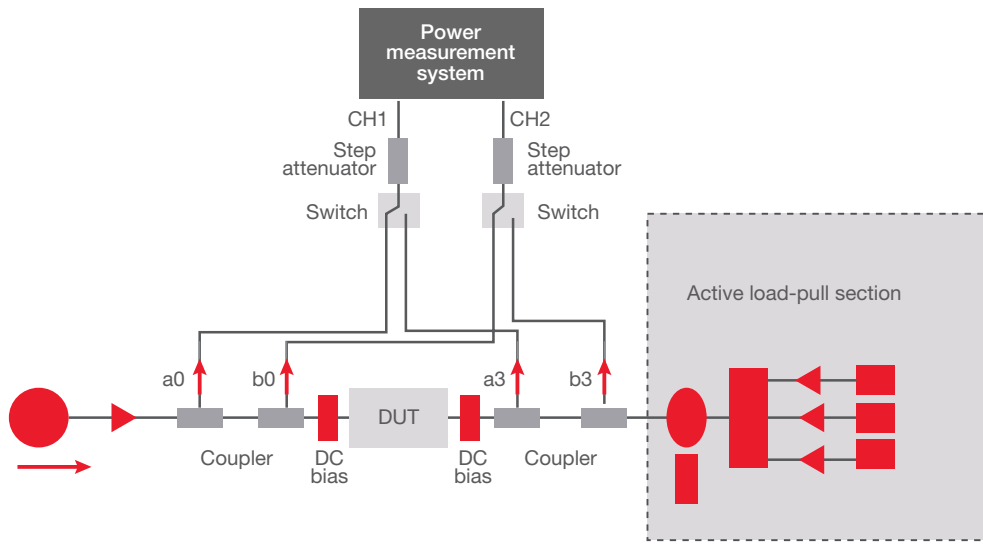 Power
measurement
system
CH1
CH2
Step
attenuator
Step
attenuator
Switch
Switch
Active load-pull section
a0
b0
a3
b3
DUT
Coupler
DC
bias
DC
bias
Coupler